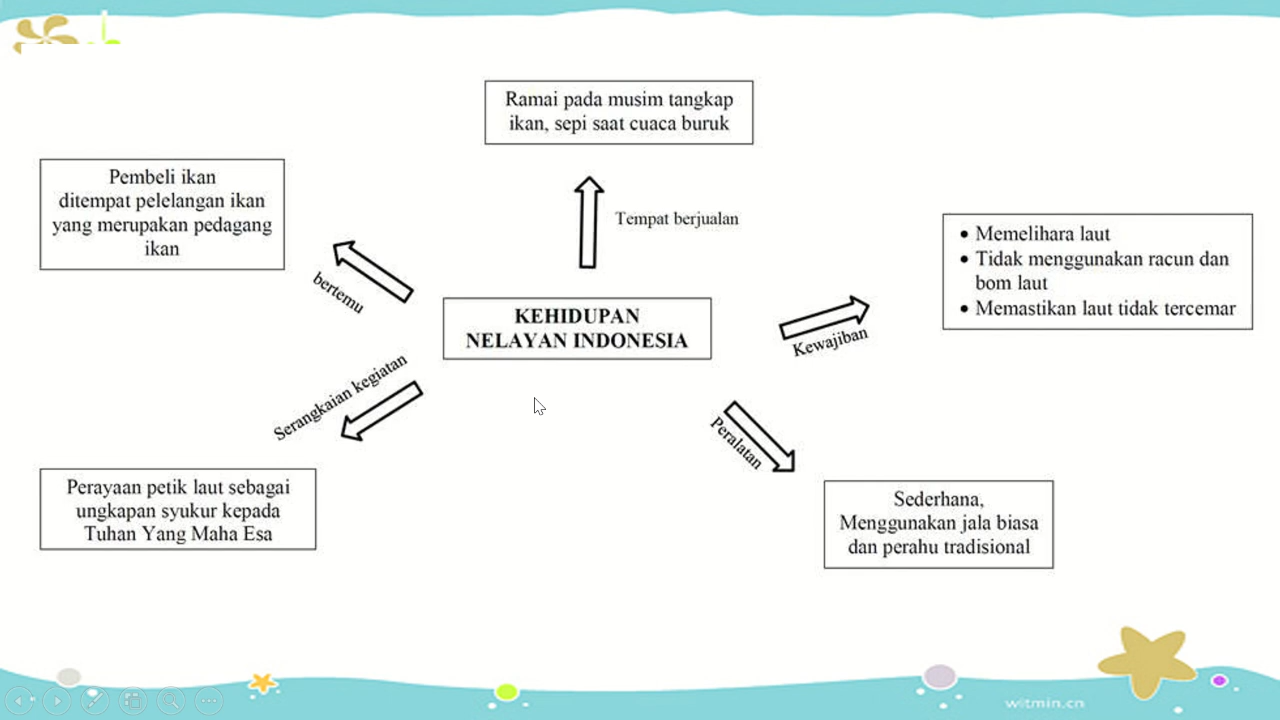 Ramai pada musim tangkap
ikan, sepi saat cuaca buruk
Pembeli ikan
ditempat pelelangan ikan
yang merupakan pedagang
ikan
Tempat berjualan
• Memelihara laut
• Tidak menggunakan racun dan
bom laut
• Memastikan laut tidak tercemar
bertemu
KEHIDUPAN
NELAYAN INDONESIA
Kewajiban
Serangkaian kegiatan
Peralatan
Perayaan petik laut sebagai
ungkapan syukur kepada
Tuhan Yang Maha Esa
Sederhana,
Menggunakan jala biasa
dan perahu tradisional
witmin.cn